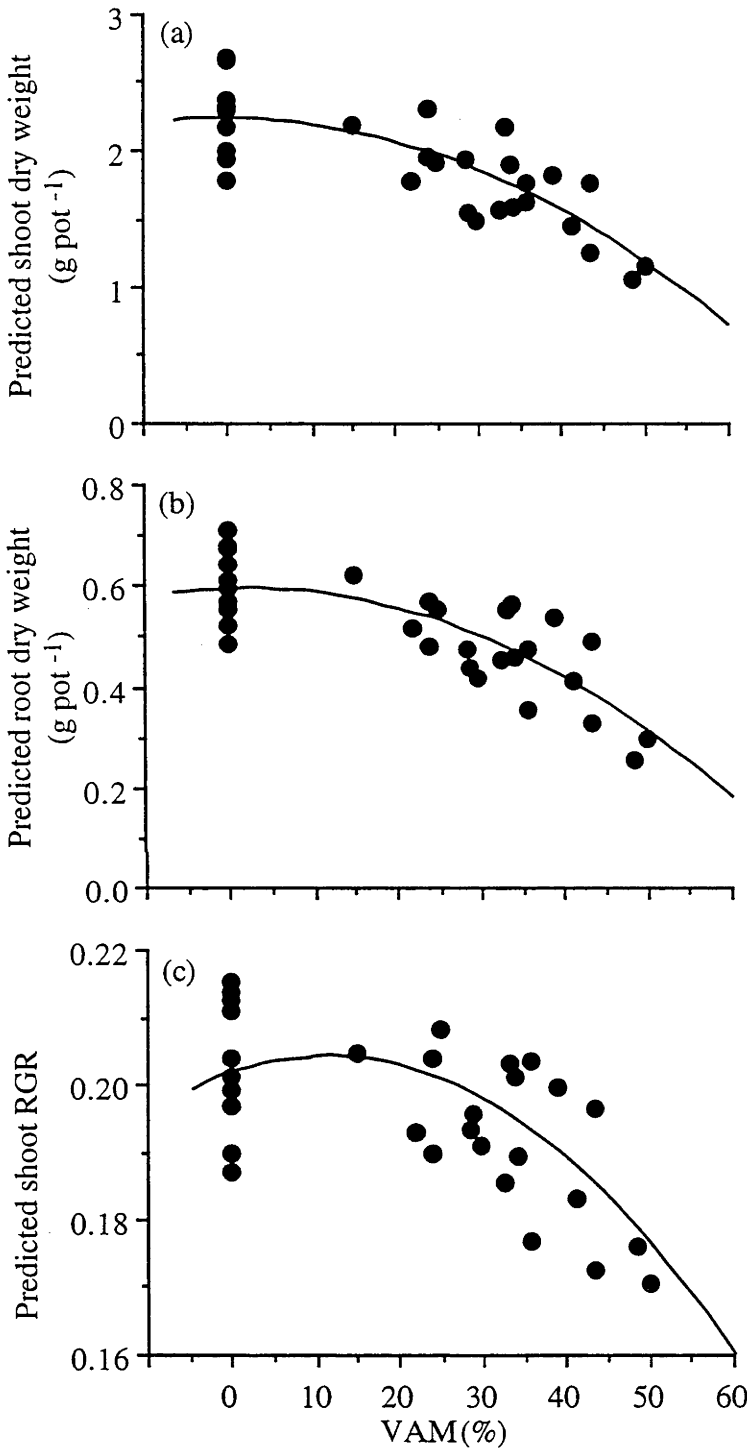 (a)
Predicted shoot dry weight
(g pot⁻¹)
3
2
1
0
(b)
Predicted root dry weight
(g pot⁻¹)
0.8
0.6
0.4
0.2
0.0
(c)
Predicted shoot RGR
0.22
0.20
0.18
0.16
0 10 20 30 40 50 60
VAM(%)